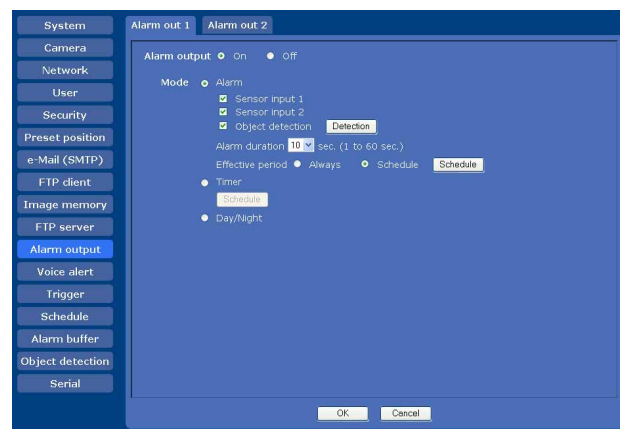 System
Camera
Network
User
Security
Preset position
e-Mail (SMTP)
FTP client
Image memory
FTP server
Alarm output
Voice alert
Trigger
Schedule
Alarm buffer
Object detection
Serial
Alarm out 1 Alarm out 2
Alarm output On Off
Mode Alarm
Sensor input 1
Sensor input 2
Object detection Detection
Alarm duration 10 sec. (1 to 60 sec.)
Effective period Always Schedule Schedule
Timer
Schedule
Day/Night
OK Cancel